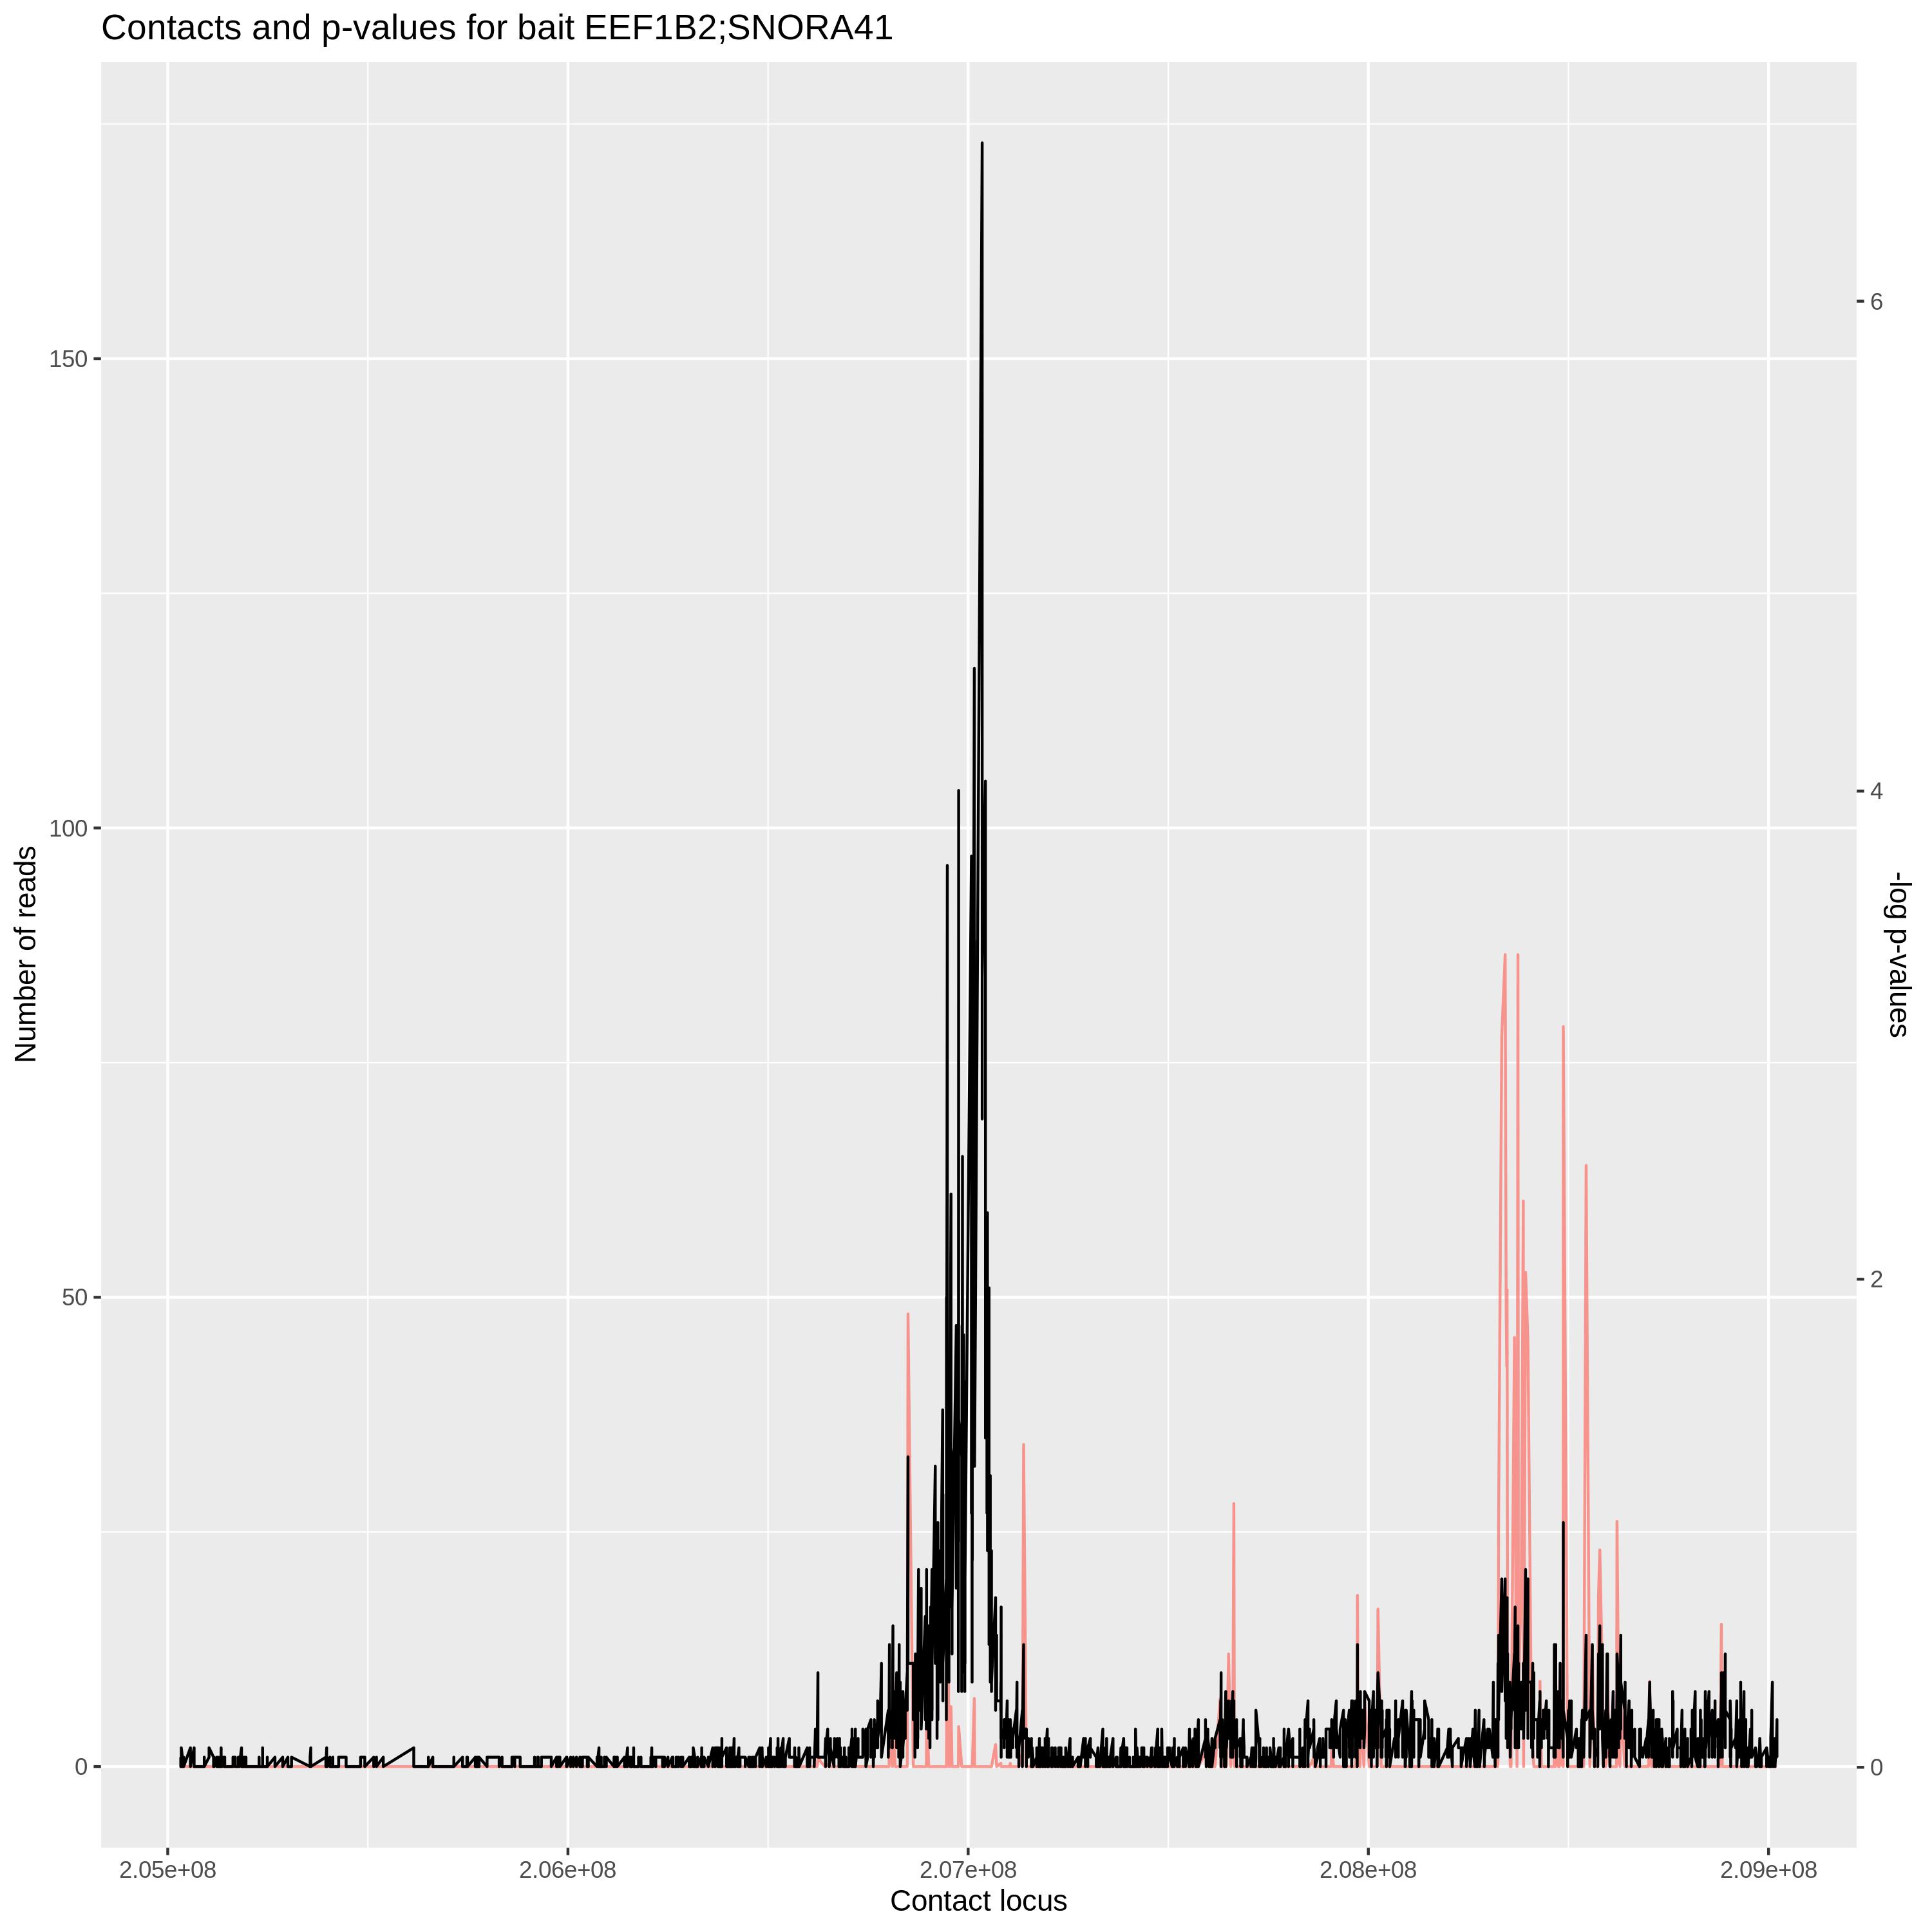 Contacts and p-values for bait EEF1B2;SNORA41
150
100
50
0
Number of reads
6
4
2
0
-log p-values
2.05e+08 2.06e+08 2.07e+08 2.08e+08 2.09e+08
Contact locus